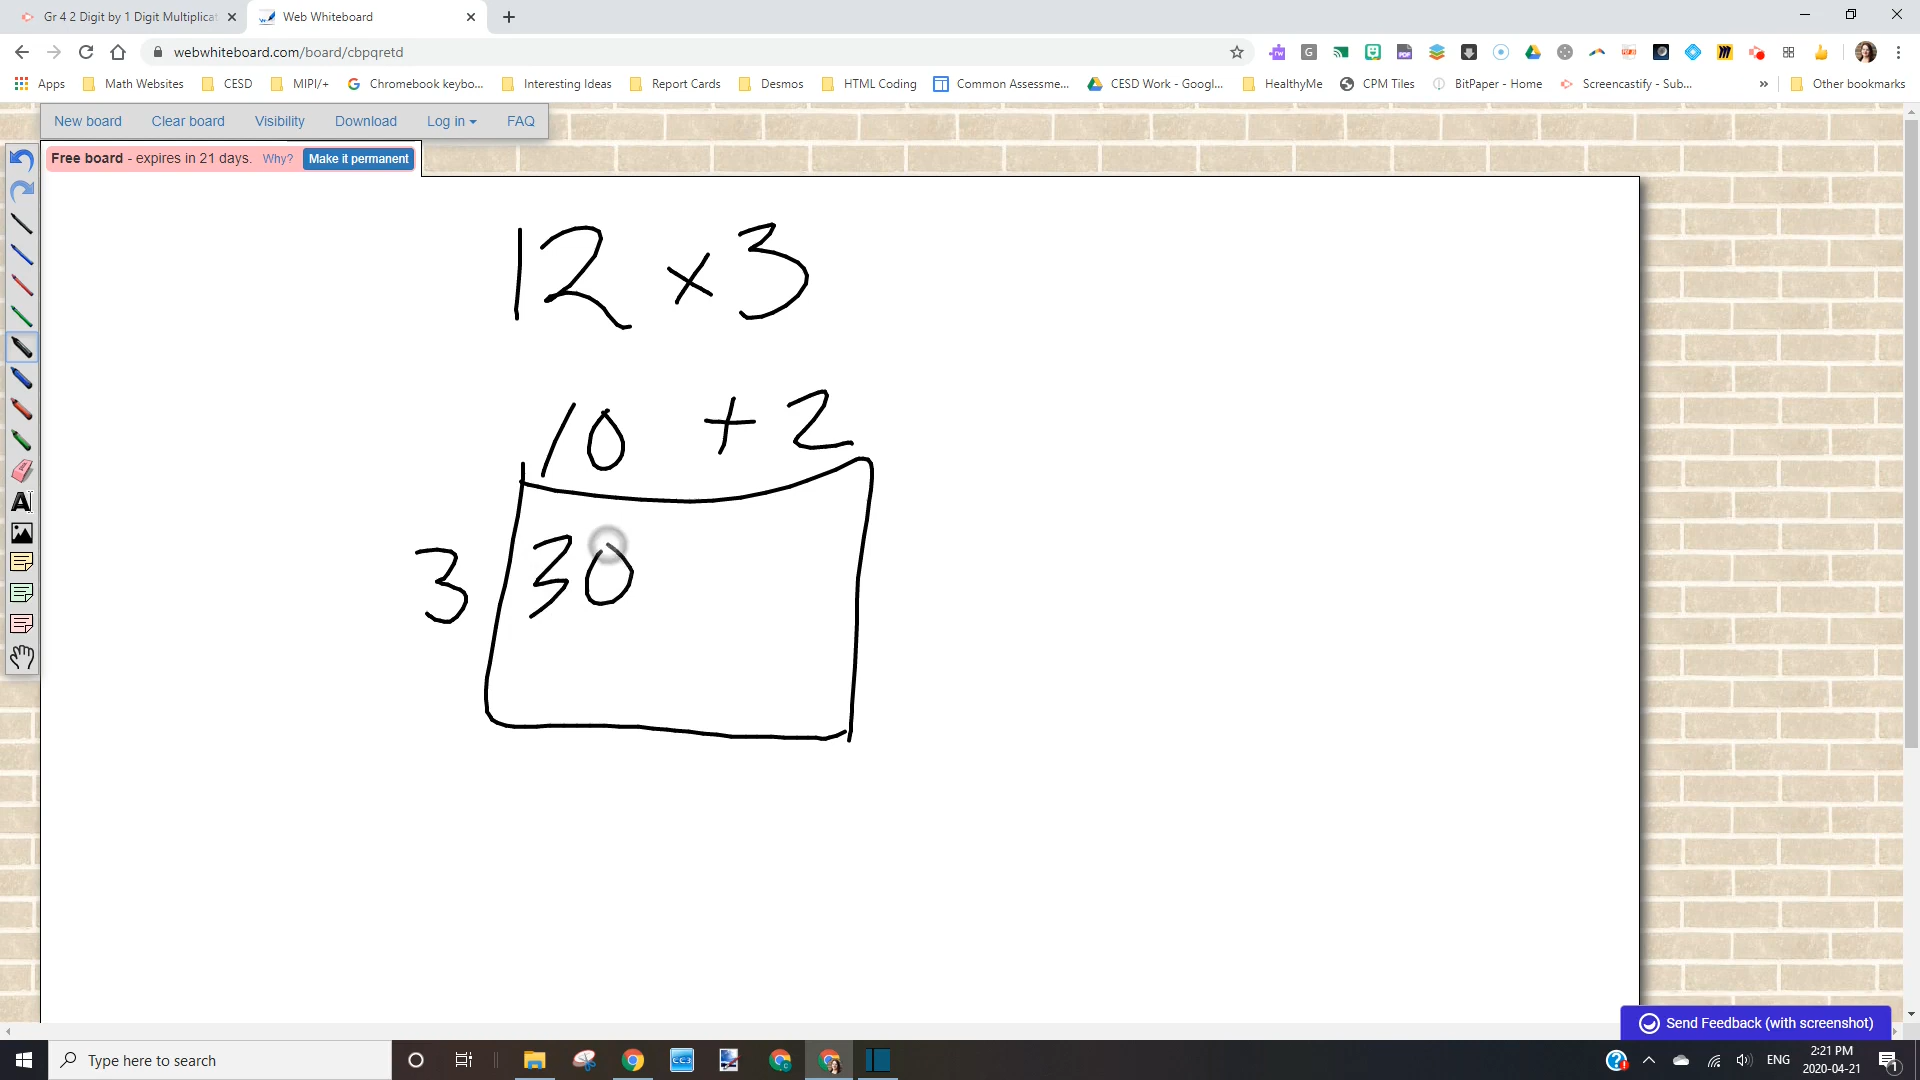 Gr 4 2 Digit by 1 Digit Multiplicat
Web Whiteboard
webwhiteboard.com/board/cbpqretd
Apps Math Websites CESD MIPI/+ Chromebook keybo... Interesting Ideas Report Cards Desmos HTML Coding Common Assessme... CESD Work - Googl... HealthyMe CPM Tiles BitPaper - Home Screencastify - Sub... » Other bookmarks
New board Clear board Visibility Download Log in FAQ
Free board - expires in 21 days. Why? Make it permanent
12 x 3
10 + 2
3 30
A
Send Feedback (with screenshot)
Type here to search
ENG
2:21 PM
2020-04-21